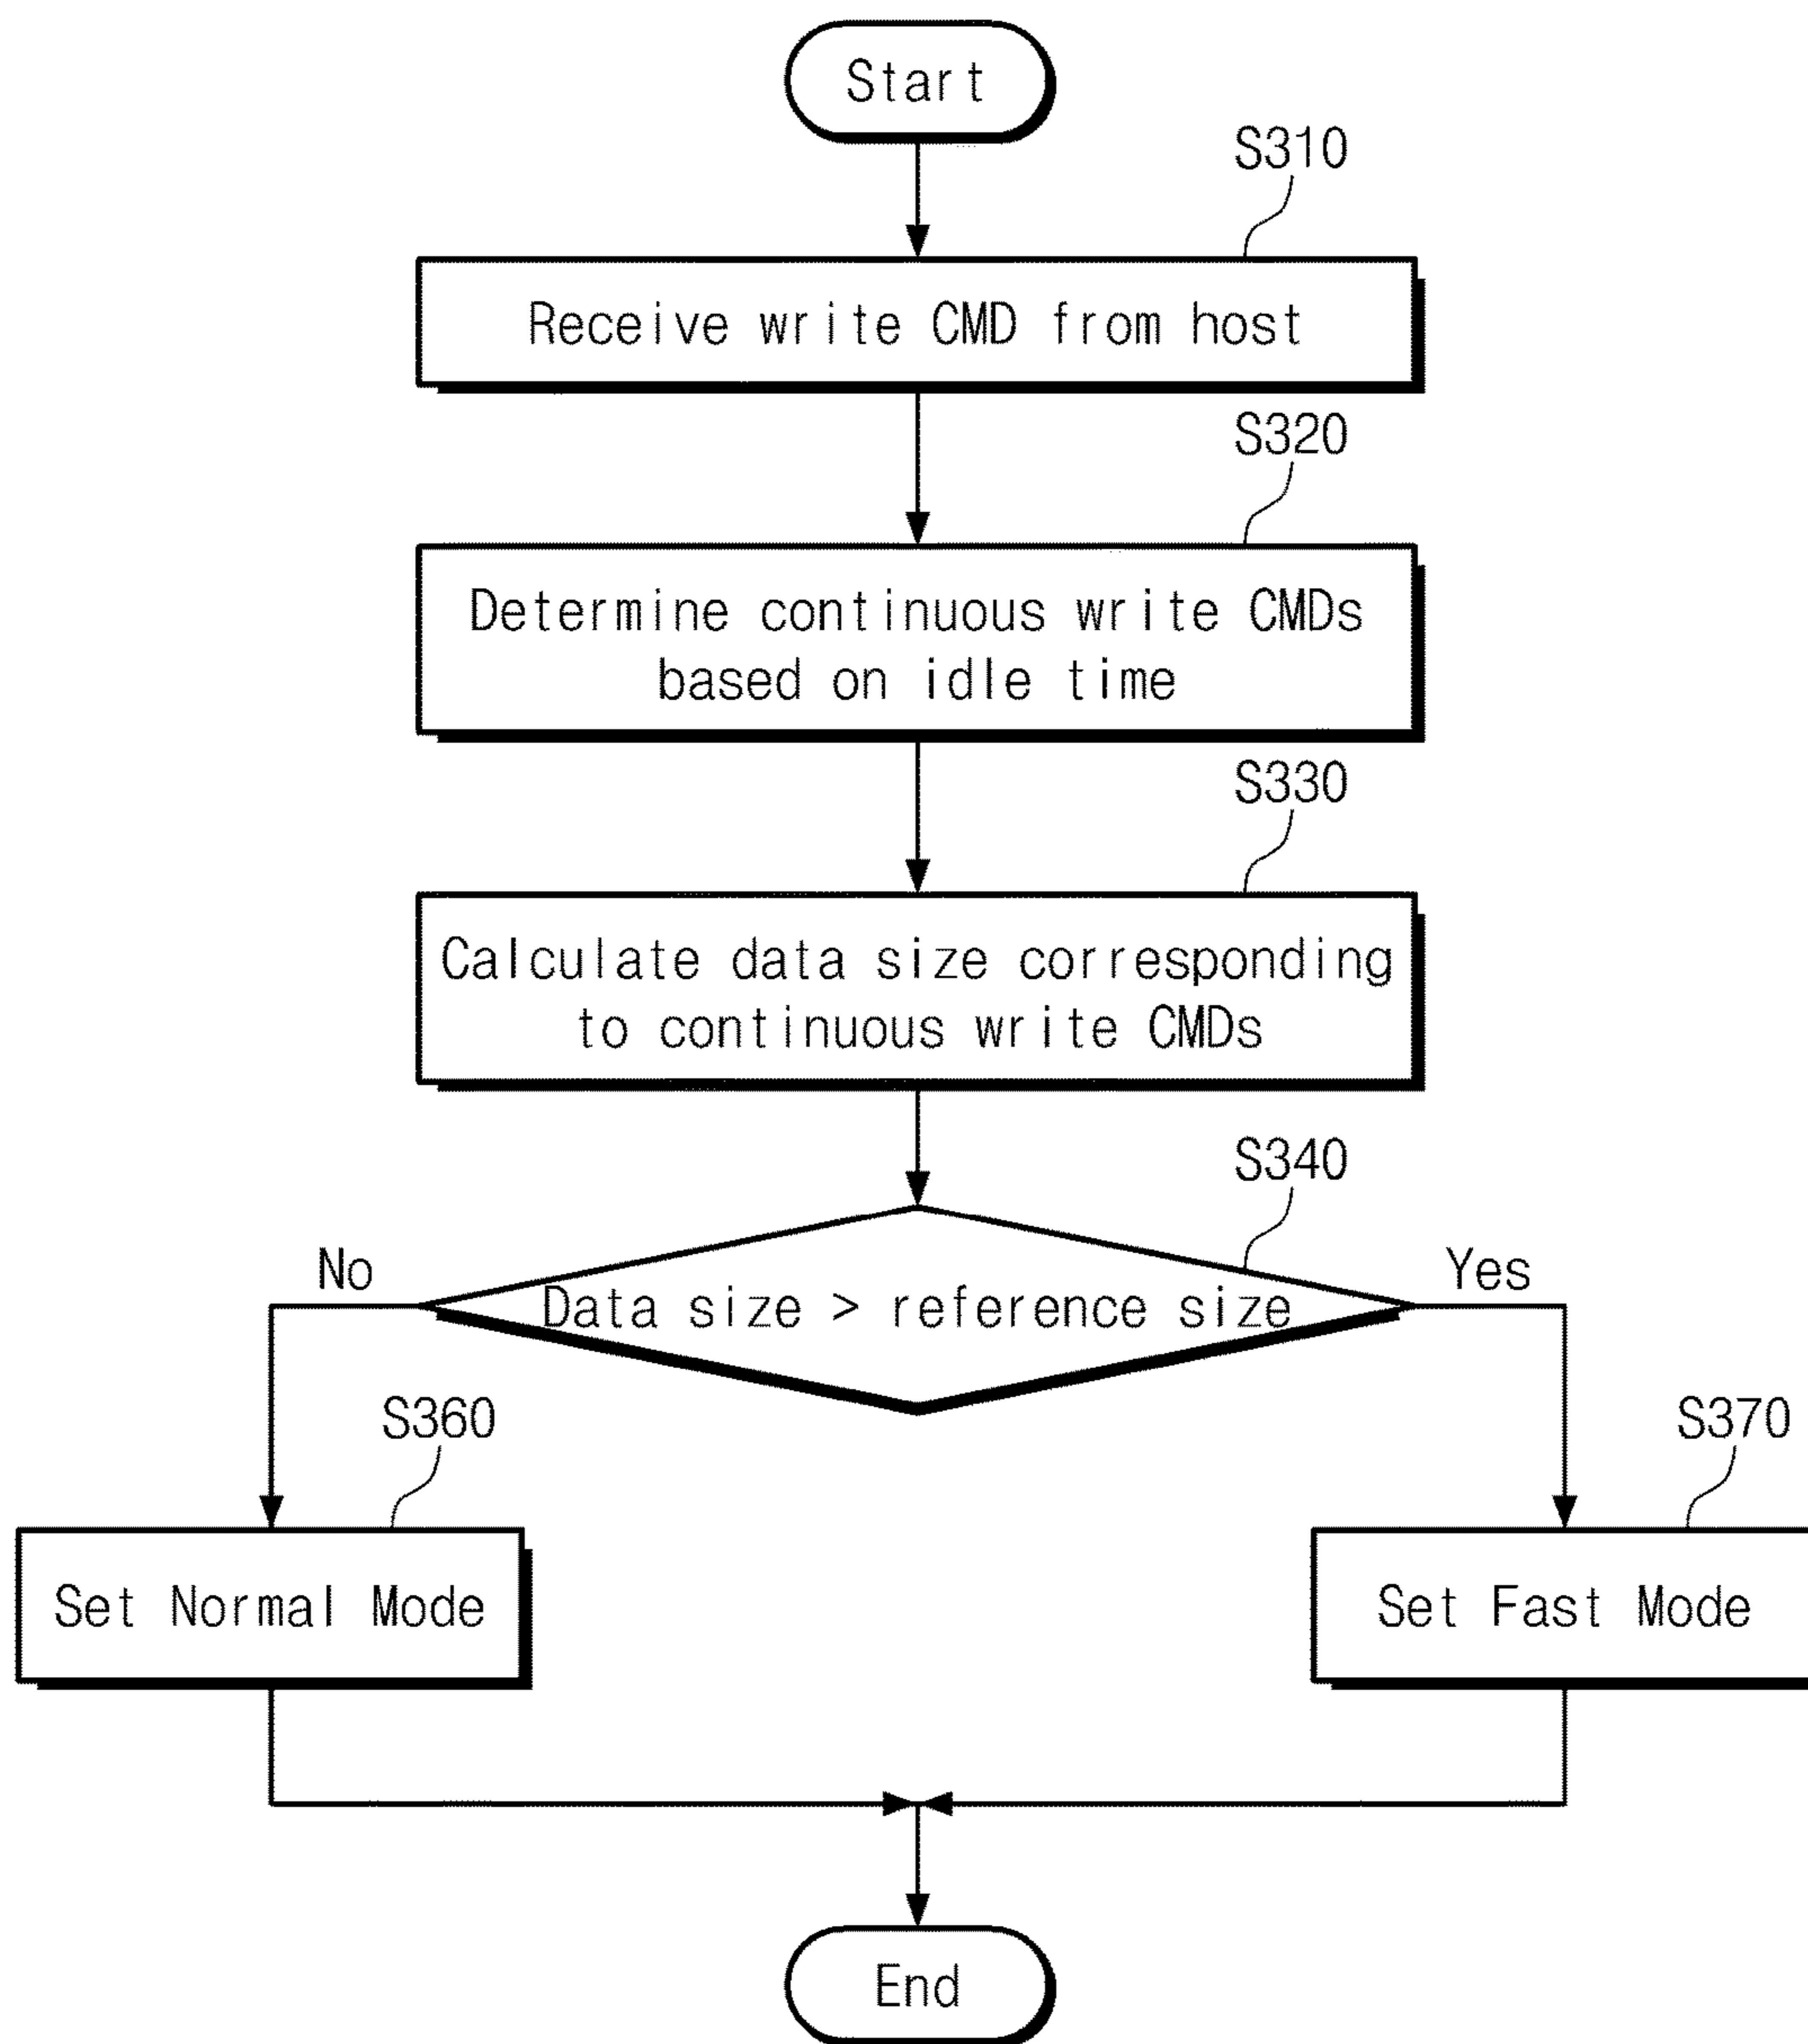 Start
S310
Receive write CMD from host
S320
Determine continuous write CMDs
based on idle time
S330
Calculate data size corresponding
to continuous write CMDs
S340
No
Data size > reference size
Yes
S360
S370
Set Normal Mode
Set Fast Mode
End